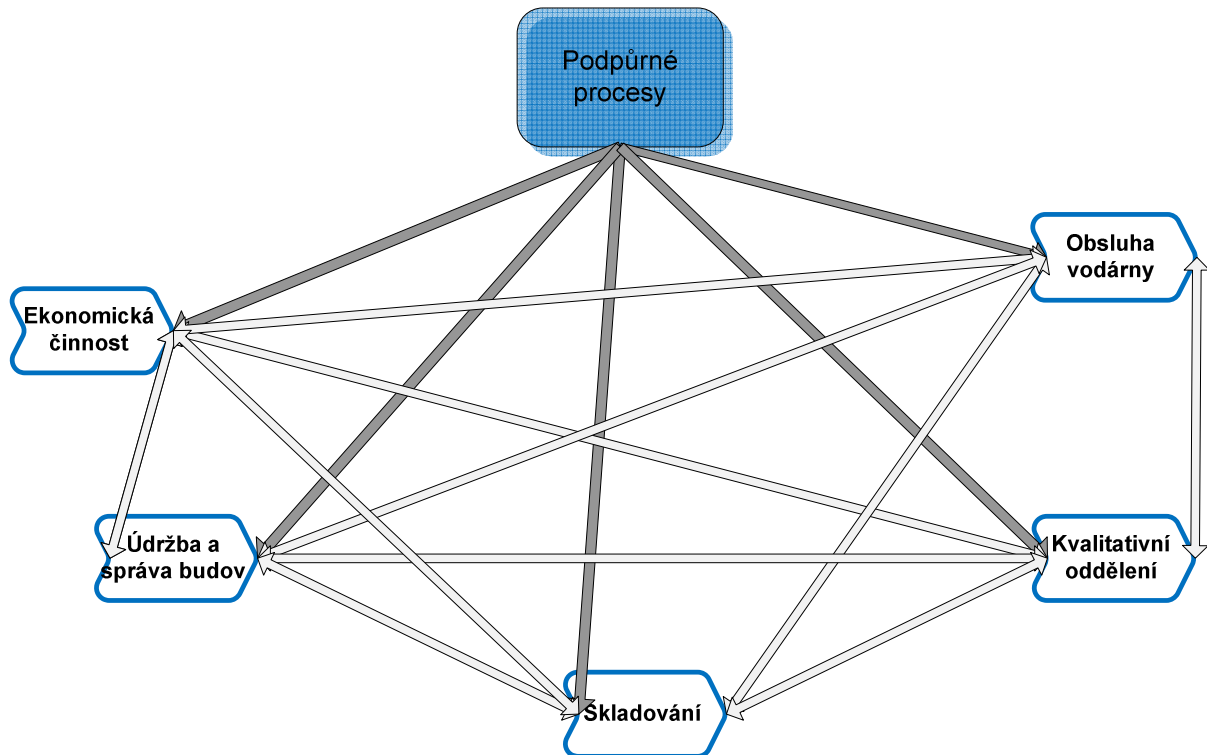 Podpůrné
procesy
Obsluha
vodárny
Ekonomická
činnost
Údržba a
správa budov
Kvalitativní
oddělení
Skladování